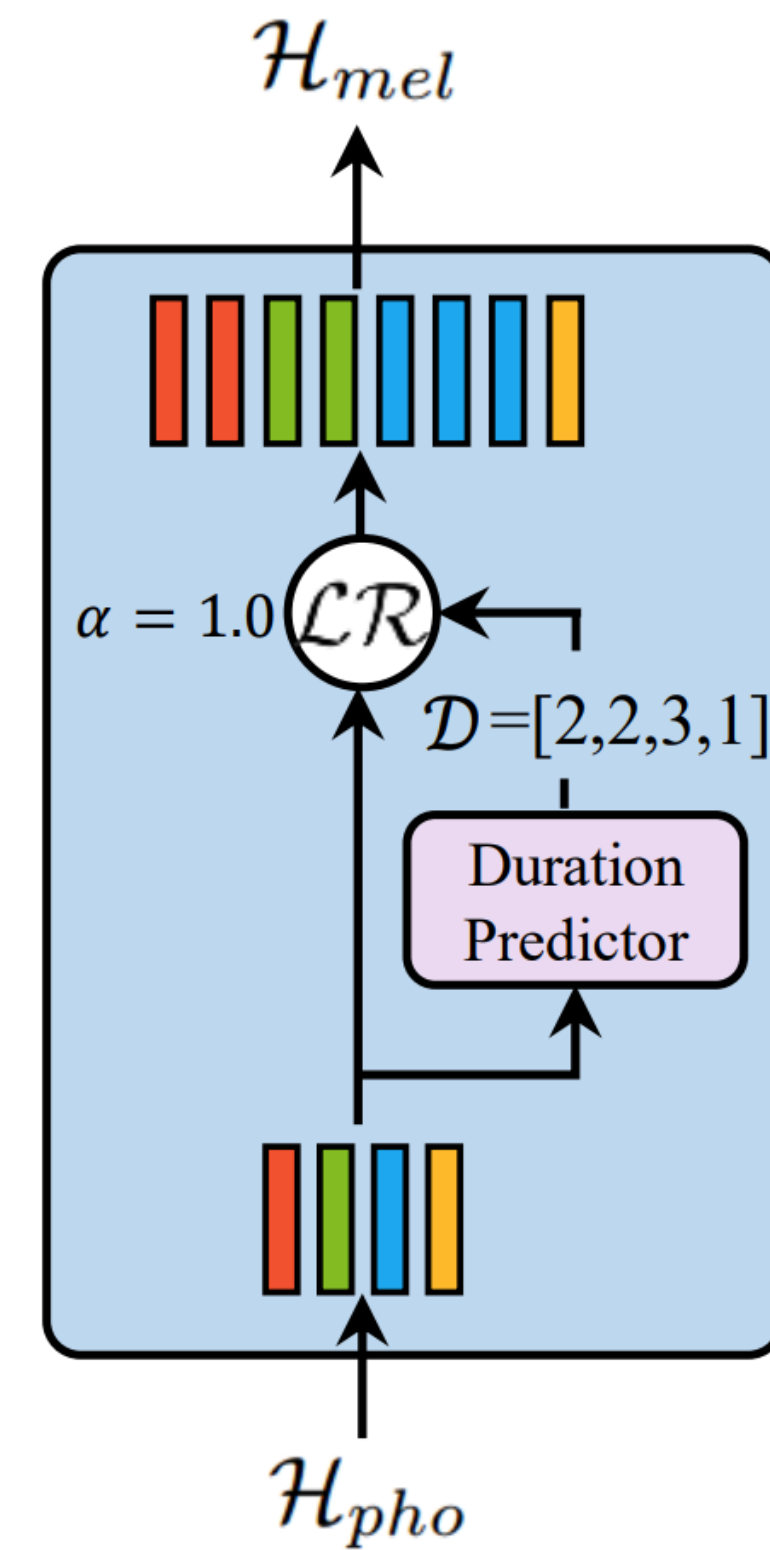 ℋ_mel
α = 1.0
ℒℛ
𝒟=[2,2,3,1]
Duration
Predictor
ℋ_pho